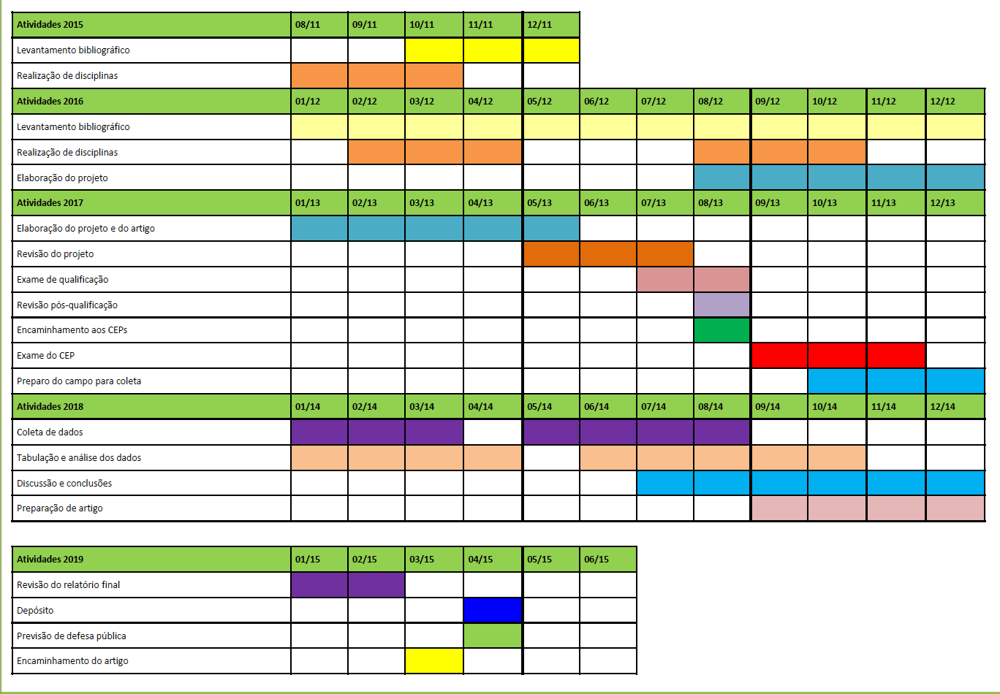 Atividades 2015 08/11 09/11 10/11 11/11 12/11
Levantamento bibliográfico
Realização de disciplinas
Atividades 2016 01/12 02/12 03/12 04/12 05/12 06/12 07/12 08/12 09/12 10/12 11/12 12/12
Levantamento bibliográfico
Realização de disciplinas
Elaboração do projeto
Atividades 2017 01/13 02/13 03/13 04/13 05/13 06/13 07/13 08/13 09/13 10/13 11/13 12/13
Elaboração do projeto e do artigo
Revisão do projeto
Exame de qualificação
Revisão pós-qualificação
Encaminhamento aos CEPs
Exame do CEP
Preparo do campo para coleta
Atividades 2018 01/14 02/14 03/14 04/14 05/14 06/14 07/14 08/14 09/14 10/14 11/14 12/14
Coleta de dados
Tabulação e análise dos dados
Discussão e conclusões
Preparação de artigo
Atividades 2019 01/15 02/15 03/15 04/15 05/15 06/15
Revisão do relatório final
Depósito
Previsão de defesa pública
Encaminhamento do artigo